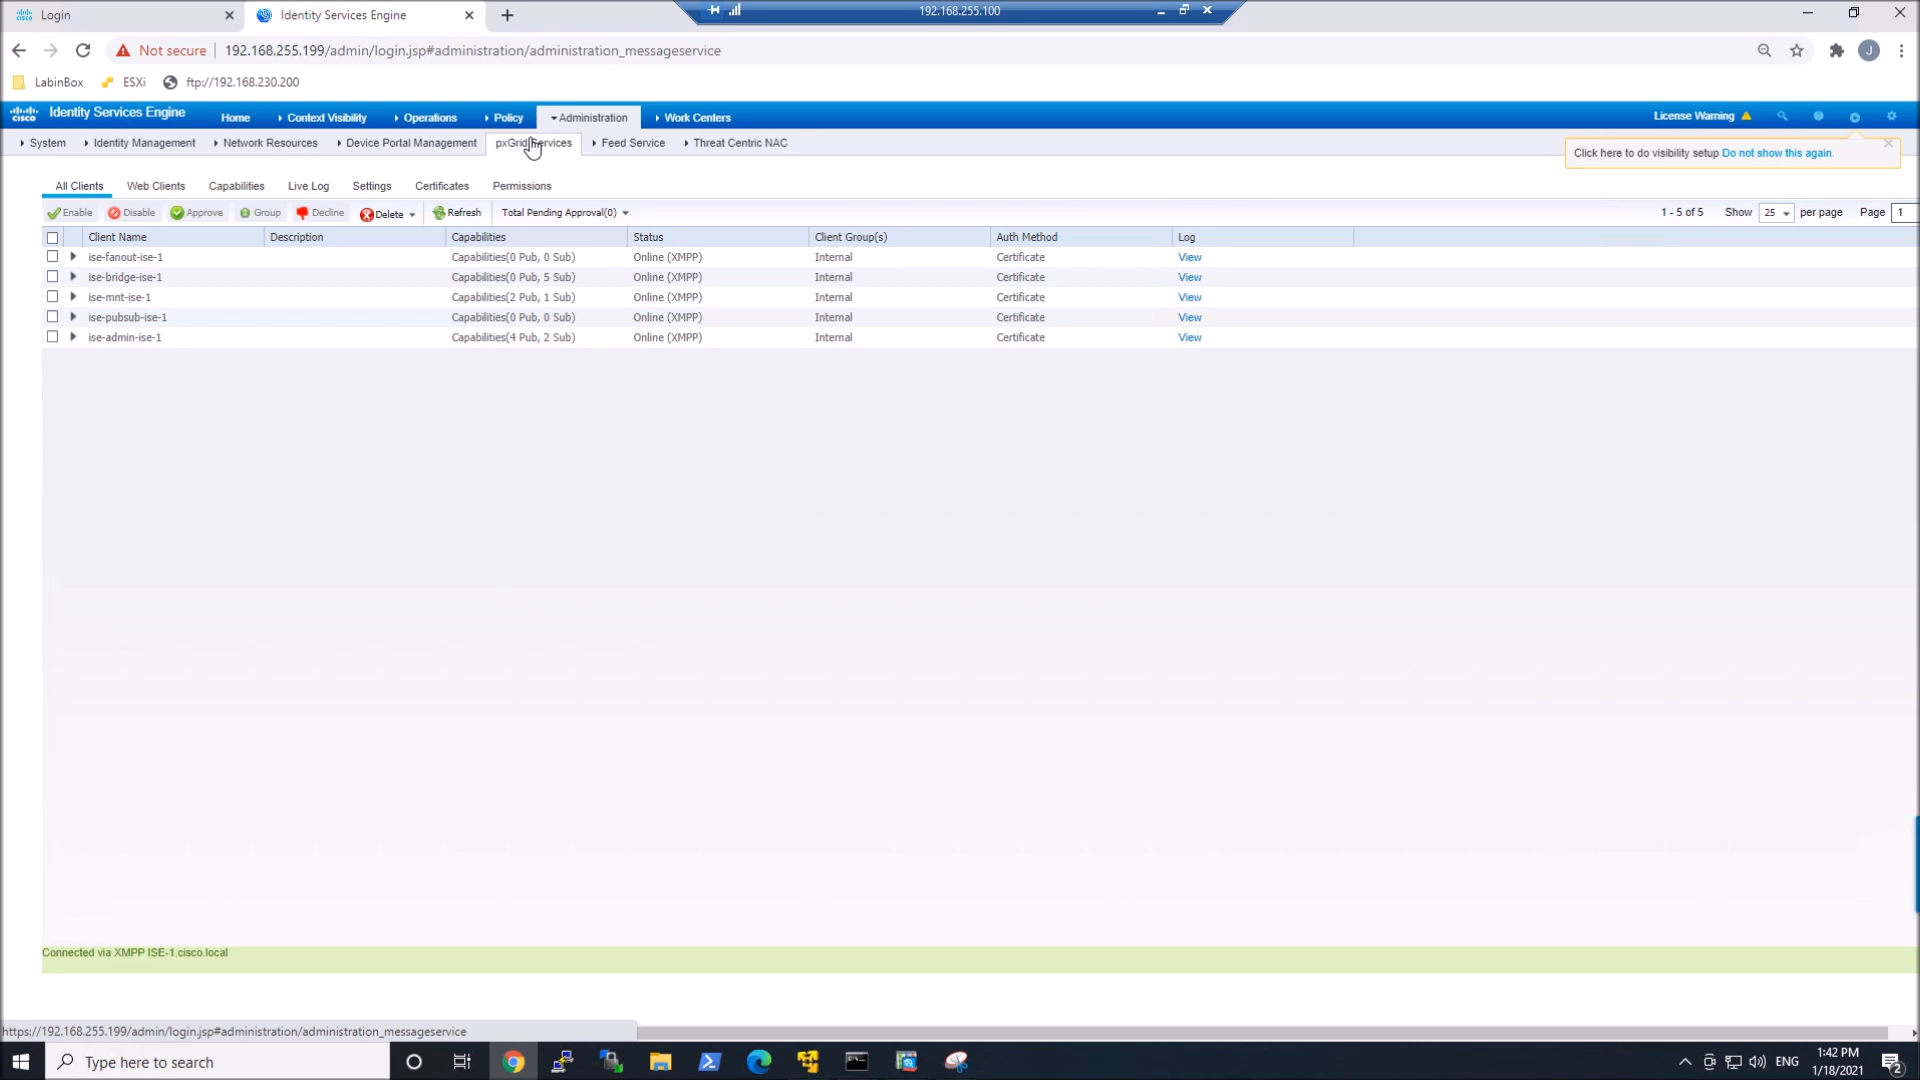 Login
Identity Services Engine
192.168.255.100
Not secure
192.168.255.199/admin/login.jsp#administration/administration_messageservice
J
LabinBox
ESXi
ftp://192.168.230.200
cisco
Identity Services Engine
Home
Context Visibility
Operations
Policy
Administration
Work Centers
License Warning
System
Identity Management
Network Resources
Device Portal Management
pxGrid Services
Feed Service
Threat Centric NAC
Click here to do visibility setup Do not show this again.
All Clients
Web Clients
Capabilities
Live Log
Settings
Certificates
Permissions
Enable
Disable
Approve
Group
Decline
Delete
Refresh
Total Pending Approval(0)
1 - 5 of 5 Show 25 per page Page 1
Client Name Description Capabilities Status Client Group(s) Auth Method Log
ise-fanout-ise-1 Capabilities(0 Pub, 0 Sub) Online (XMPP) Internal Certificate View
ise-bridge-ise-1 Capabilities(0 Pub, 5 Sub) Online (XMPP) Internal Certificate View
ise-mnt-ise-1 Capabilities(2 Pub, 1 Sub) Online (XMPP) Internal Certificate View
ise-pubsub-ise-1 Capabilities(0 Pub, 0 Sub) Online (XMPP) Internal Certificate View
ise-admin-ise-1 Capabilities(4 Pub, 2 Sub) Online (XMPP) Internal Certificate View
Connected via XMPP ISE-1.cisco.local
https://192.168.255.199/admin/login.jsp#administration/administration_messageservice
Type here to search
ENG
1:42 PM
1/18/2021
2